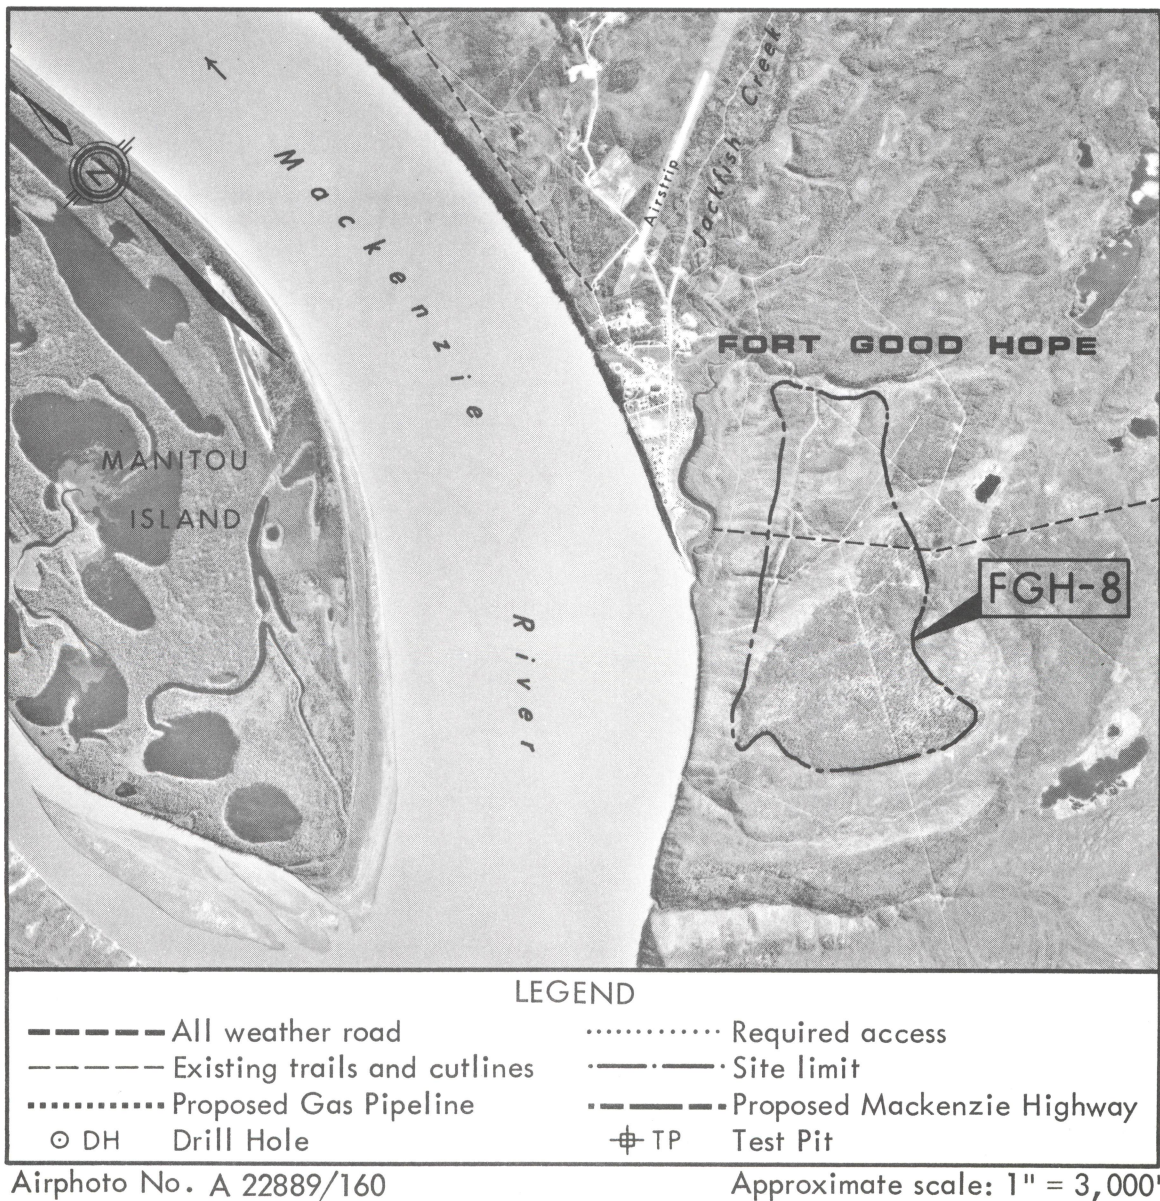 N
Mackenzie
Airstrip
Jackfish Creek
FORT GOOD HOPE
MANITOU
ISLAND
FGH-8
River
LEGEND
All weather road
Required access
Existing trails and cutlines
Site limit
Proposed Gas Pipeline
Proposed Mackenzie Highway
DH Drill Hole
TP Test Pit
Airphoto No. A 22889/160
Approximate scale: 1" = 3,000'